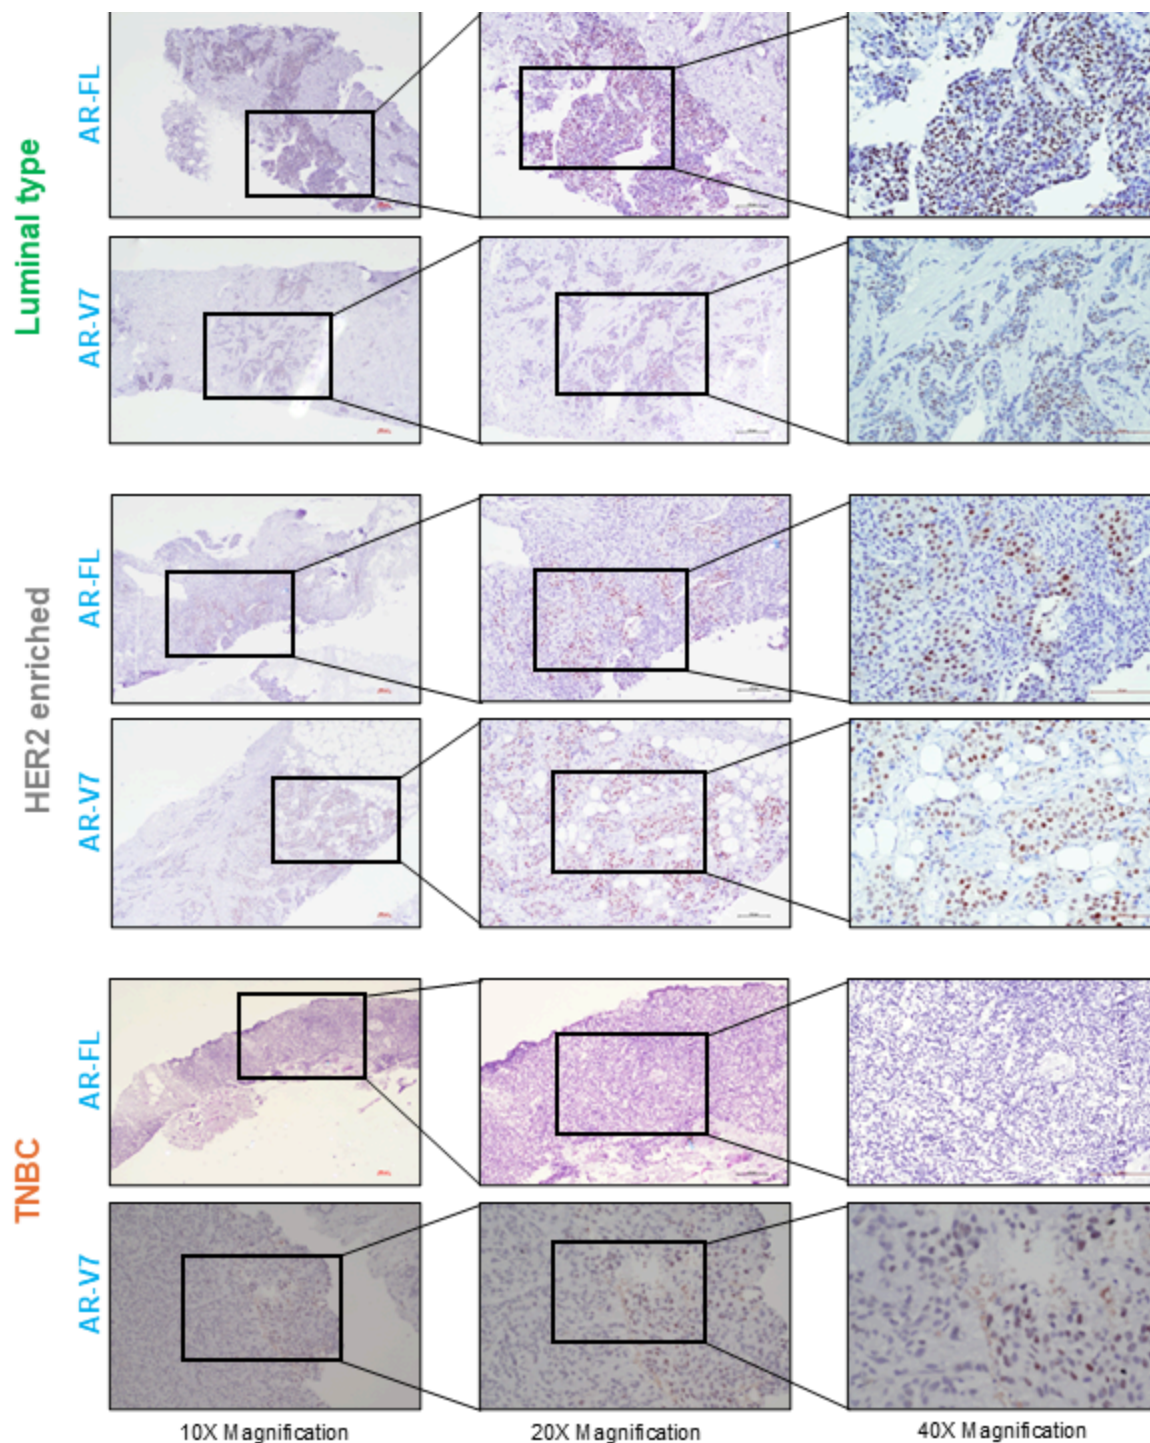 Luminal type
AR-FL
AR-V7
HER2 enriched
AR-FL
AR-V7
TNBC
AR-FL
AR-V7
10X Magnification
20X Magnification
40X Magnification